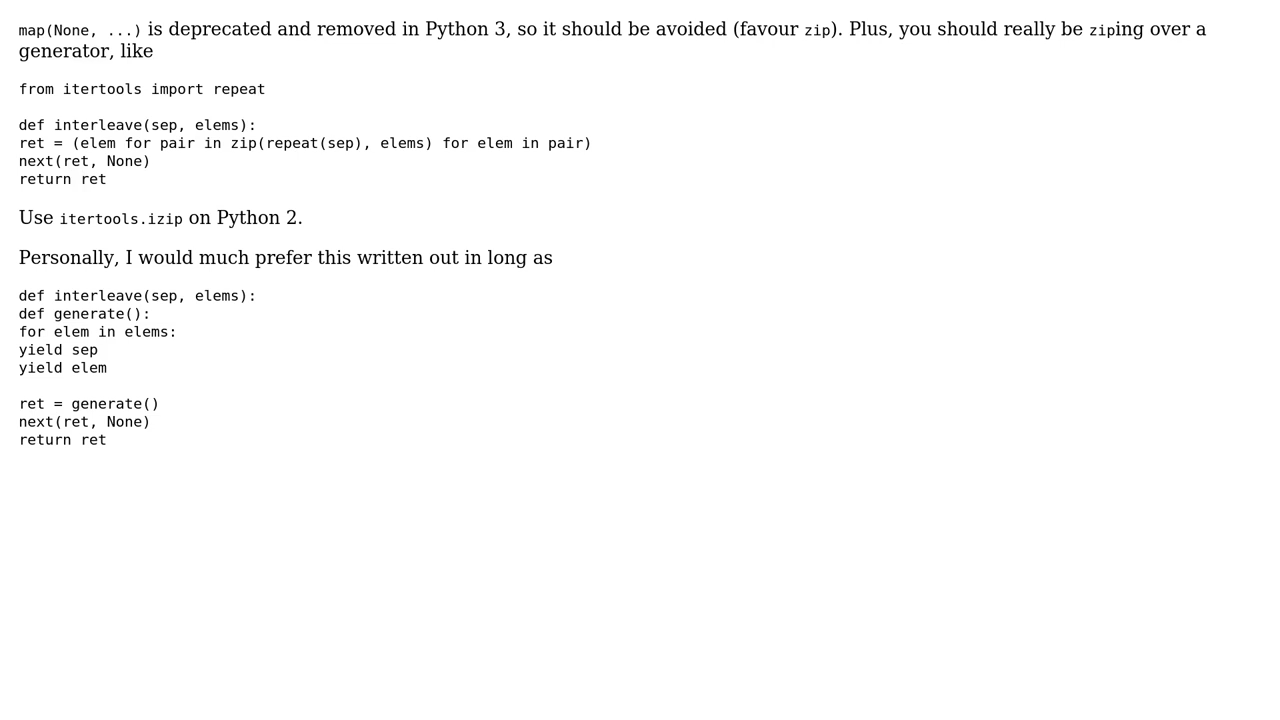 map(None, ...) is deprecated and removed in Python 3, so it should be avoided (favour zip). Plus, you should really be ziping over a
generator, like
from itertools import repeat
def interleave(sep, elems):
ret = (elem for pair in zip(repeat(sep), elems) for elem in pair)
next(ret, None)
return ret
Use itertools.izip on Python 2.
Personally, I would much prefer this written out in long as
def interleave(sep, elems):
def generate():
for elem in elems:
yield sep
yield elem
ret = generate()
next(ret, None)
return ret